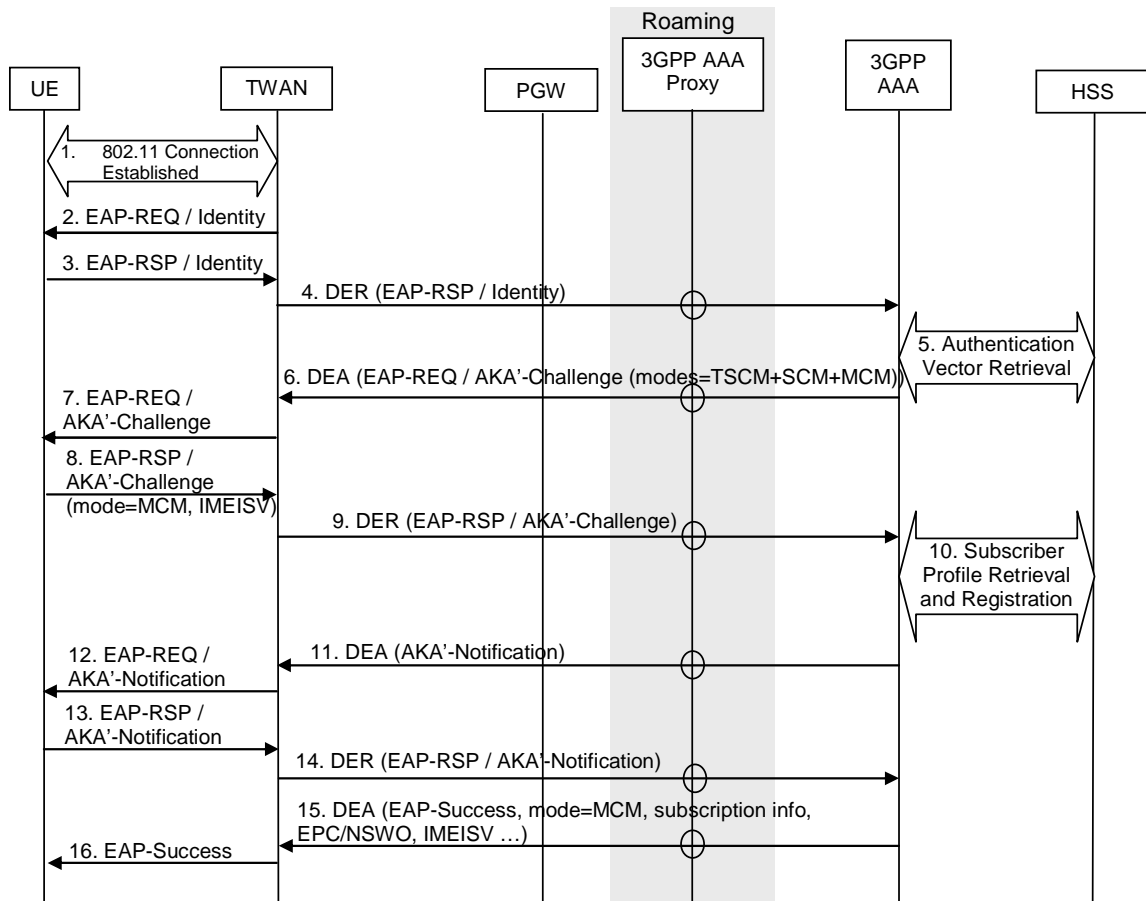 Roaming
UE
TWAN
PGW
3GPP AAA
Proxy
3GPP
AAA
HSS
1. 802.11 Connection
Established
2. EAP-REQ / Identity
3. EAP-RSP / Identity
4. DER (EAP-RSP / Identity)
5. Authentication
Vector Retrieval
6. DEA (EAP-REQ / AKA’-Challenge (modes=TSCM+SCM+MCM))
7. EAP-REQ /
AKA’-Challenge
8. EAP-RSP /
AKA’-Challenge
(mode=MCM, IMEISV)
9. DER (EAP-RSP / AKA’-Challenge)
10. Subscriber
Profile Retrieval
and Registration
11. DEA (AKA’-Notification)
12. EAP-REQ /
AKA’-Notification
13. EAP-RSP /
AKA’-Notification
14. DER (EAP-RSP / AKA’-Notification)
15. DEA (EAP-Success, mode=MCM, subscription info,
EPC/NSWO, IMEISV …)
16. EAP-Success